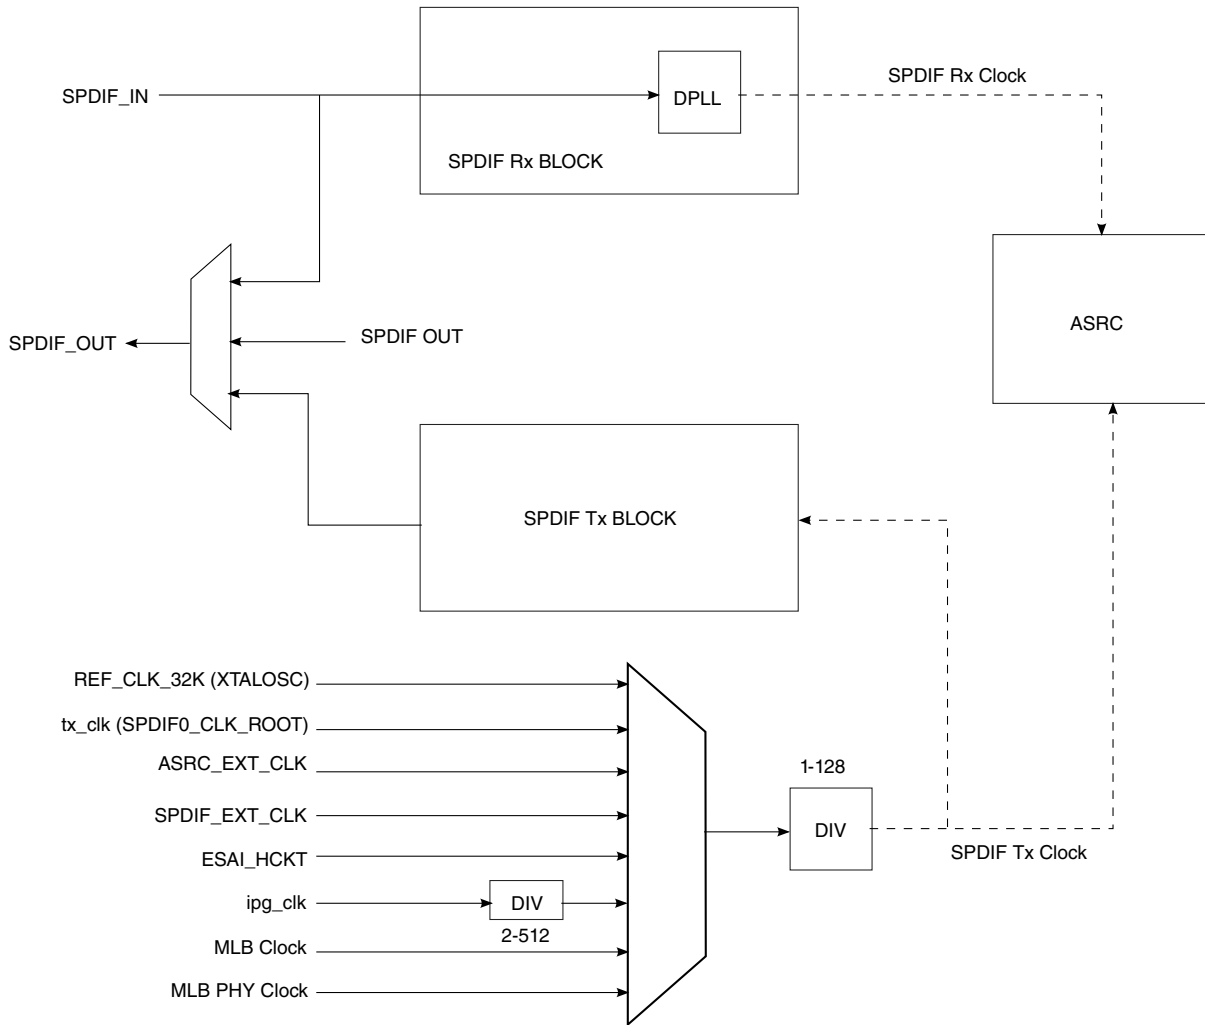 SPDIF_IN
DPLL
SPDIF Rx Clock
SPDIF Rx BLOCK
ASRC
SPDIF_OUT
SPDIF OUT
SPDIF Tx BLOCK
REF_CLK_32K (XTALOSC)
tx_clk (SPDIF0_CLK_ROOT)
ASRC_EXT_CLK
SPDIF_EXT_CLK
ESAI_HCKT
ipg_clk
DIV
2-512
MLB Clock
MLB PHY Clock
1-128
DIV
SPDIF Tx Clock